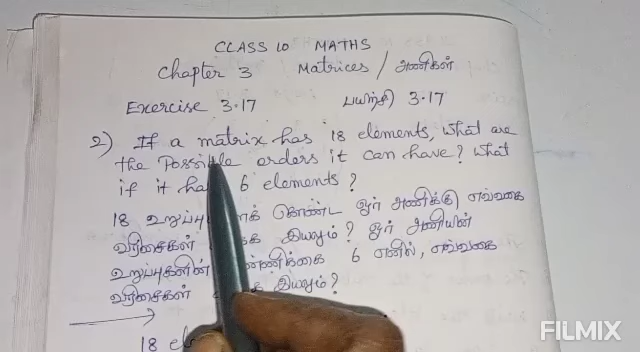 CLASS 10 MATHS
Chapter 3 Matrices / அணிகள்
Exercise 3.17 பயிற்சி 3.17
2) If a matrix has 18 elements, what are
the Possible orders it can have? What
if it ha 6 elements?
18 உறுப்பு க் கொண்ட ஓர் அணிக்கு எவ்வகை
வரிசைகள் க இயலும்? ஓர் அணியின்
உறுப்புகளின் ண்ணிக்கை 6 எனில், எவ்வகை
வரிசைகள் க இயலும்?
18 el
FILMIX